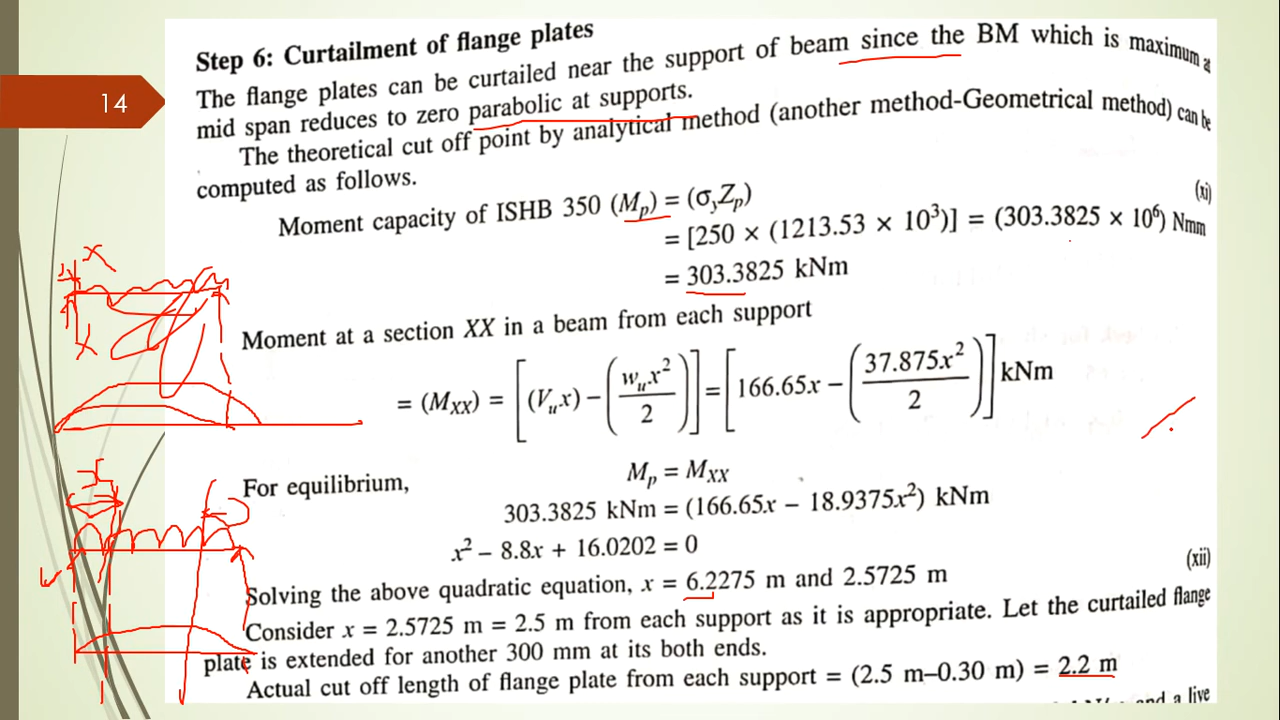 14
Step 6: Curtailment of flange plates
The flange plates can be curtailed near the support of beam since the BM which is maximum at
mid span reduces to zero parabolic at supports.
The theoretical cut off point by analytical method (another method-Geometrical method) can be
computed as follows.
(xi)
Moment capacity of ISHB 350 (Mₚ) = (σᵧZₚ)
= [250 × (1213.53 × 10³)] = (303.3825 × 10⁶) Nmm
= 303.3825 kNm
Moment at a section XX in a beam from each support
= (M_XX) = [(Vᵤx) − (wᵤx²/2)] = [166.65x − (37.875x²/2)] kNm
For equilibrium, Mₚ = M_XX
303.3825 kNm = (166.65x − 18.9375x²) kNm
x² − 8.8x + 16.0202 = 0
(xii)
Solving the above quadratic equation, x = 6.2275 m and 2.5725 m
Consider x = 2.5725 m = 2.5 m from each support as it is appropriate. Let the curtailed flange
plate is extended for another 300 mm at its both ends.
Actual cut off length of flange plate from each support = (2.5 m–0.30 m) = 2.2 m
and a live
x
x
x